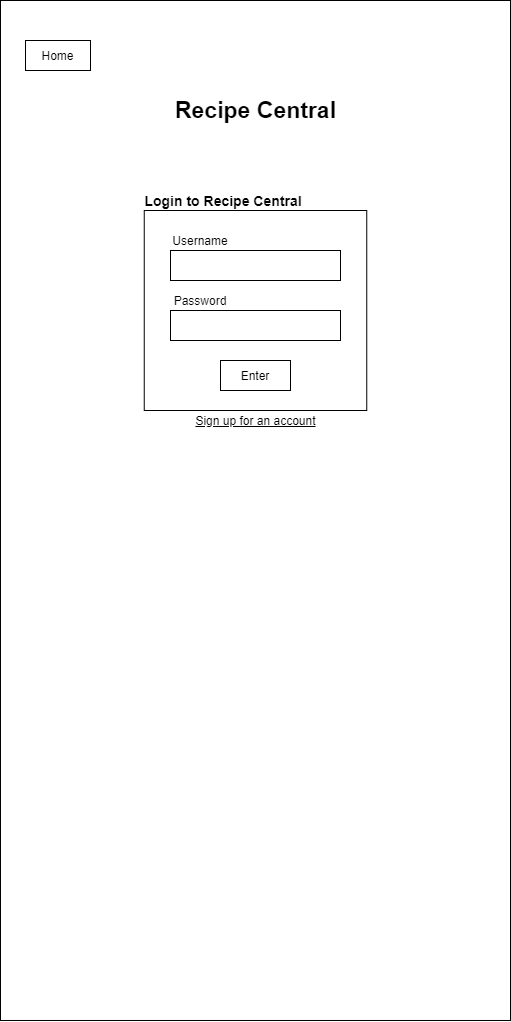 Home
Recipe Central
Login to Recipe Central
Username
Password
Enter
Sign up for an account